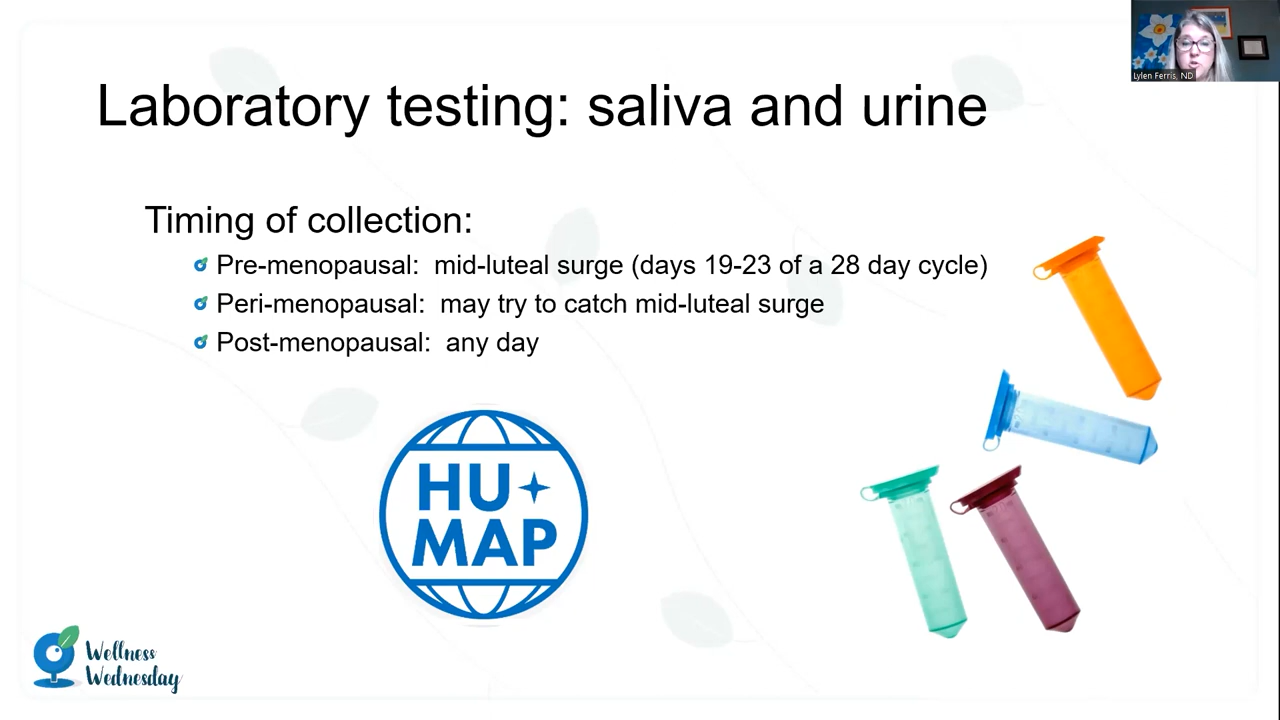 Lylen Ferris, ND
Laboratory testing: saliva and urine
Timing of collection:
Pre-menopausal: mid-luteal surge (days 19-23 of a 28 day cycle)
Peri-menopausal: may try to catch mid-luteal surge
Post-menopausal: any day
HU
MAP
Wellness
Wednesday